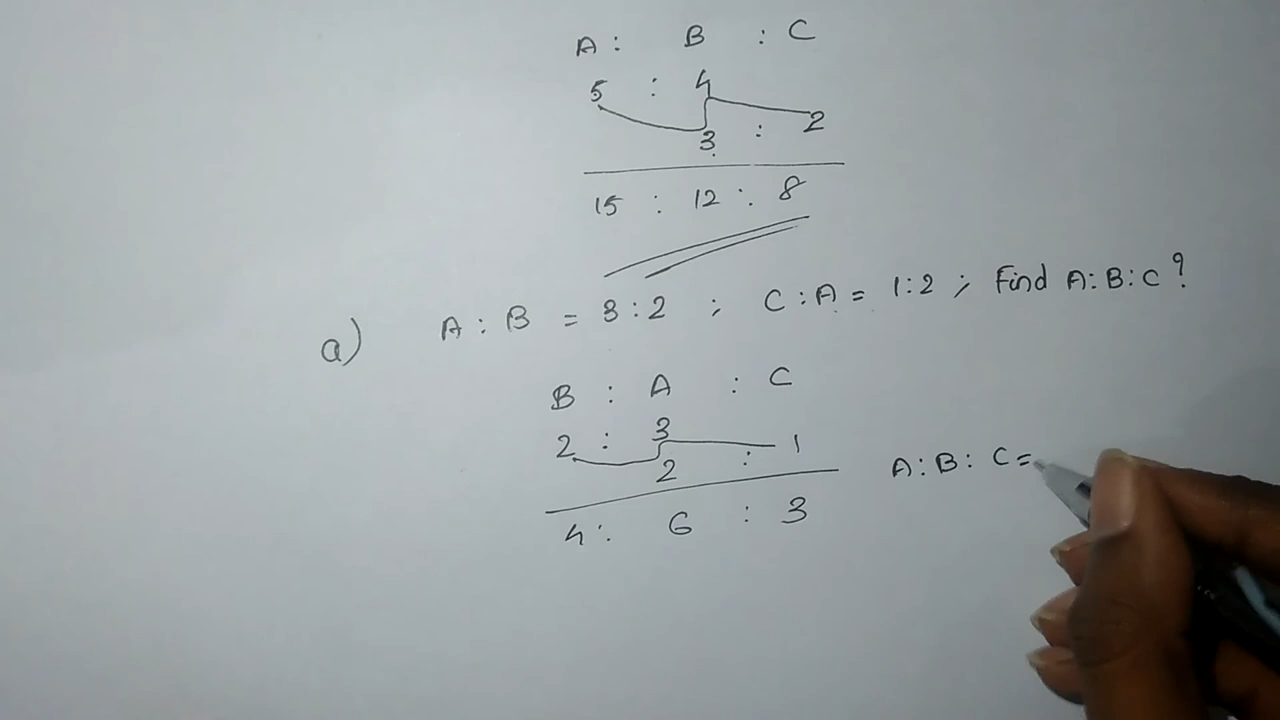 A : B : C
5 : 4
3 : 2
15 : 12 : 8
a) A : B = 3 : 2 ; C : A = 1 : 2 ; Find A : B : C ?
B : A : C
2 : 3
2 : 1
4 : 6 : 3
A : B : C =